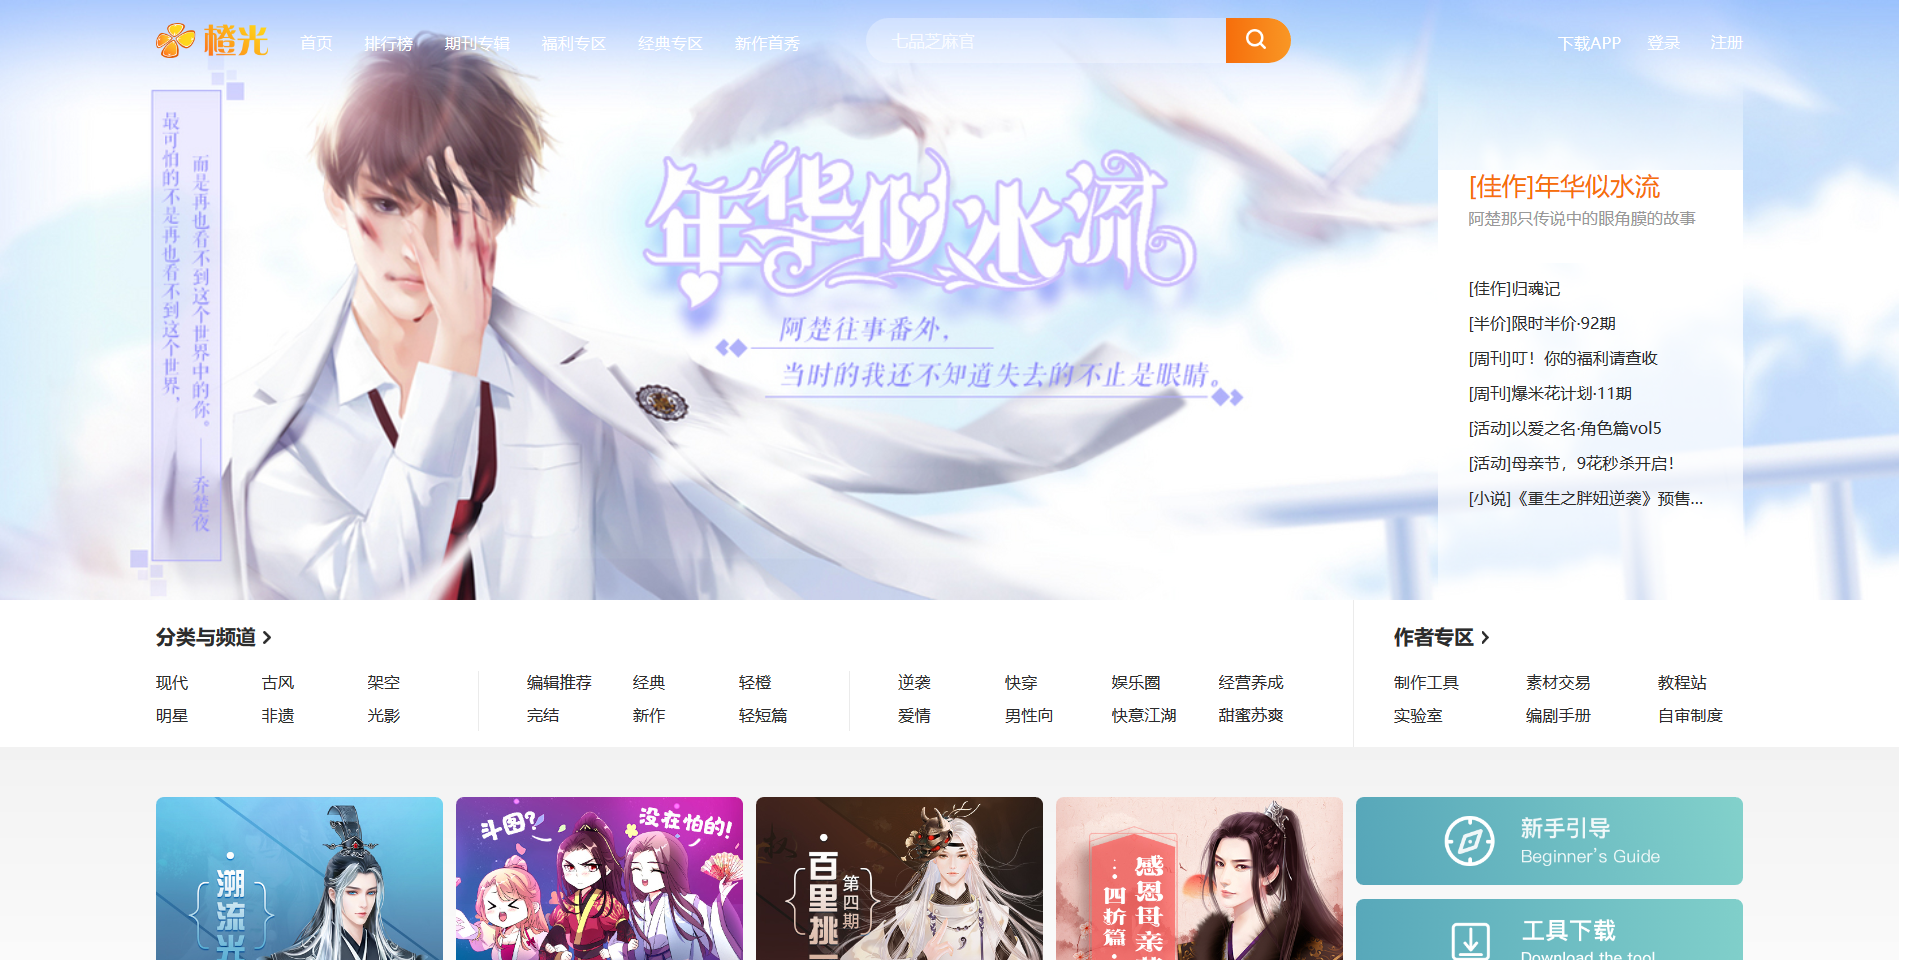 橙光
首页
排行榜
期刊专辑
福利专区
经典专区
新作首秀
七品芝麻官
下载APP
登录
注册
最可怕的不是再也看不到这个世界，
而是再也看不到这个世界中的你。——乔楚夜
年华似水流
阿楚往事番外，
当时的我还不知道失去的不止是眼睛。
[佳作]年华似水流
阿楚那只传说中的眼角膜的故事
[佳作]归魂记
[半价]限时半价·92期
[周刊]叮！你的福利请查收
[周刊]爆米花计划·11期
[活动]以爱之名·角色篇vol5
[活动]母亲节，9花秒杀开启！
[小说]《重生之胖妞逆袭》预售...
分类与频道
现代 古风 架空
明星 非遗 光影
编辑推荐 经典 轻橙
完结 新作 轻短篇
逆袭 快穿 娱乐圈 经营养成
爱情 男性向 快意江湖 甜蜜苏爽
作者专区
制作工具 素材交易 教程站
实验室 编剧手册 自审制度
溯流光
斗图？
没在怕的！
百里挑一
第四期
感恩母亲
四折篇
新手引导
Beginner's Guide
工具下载
Download the tool